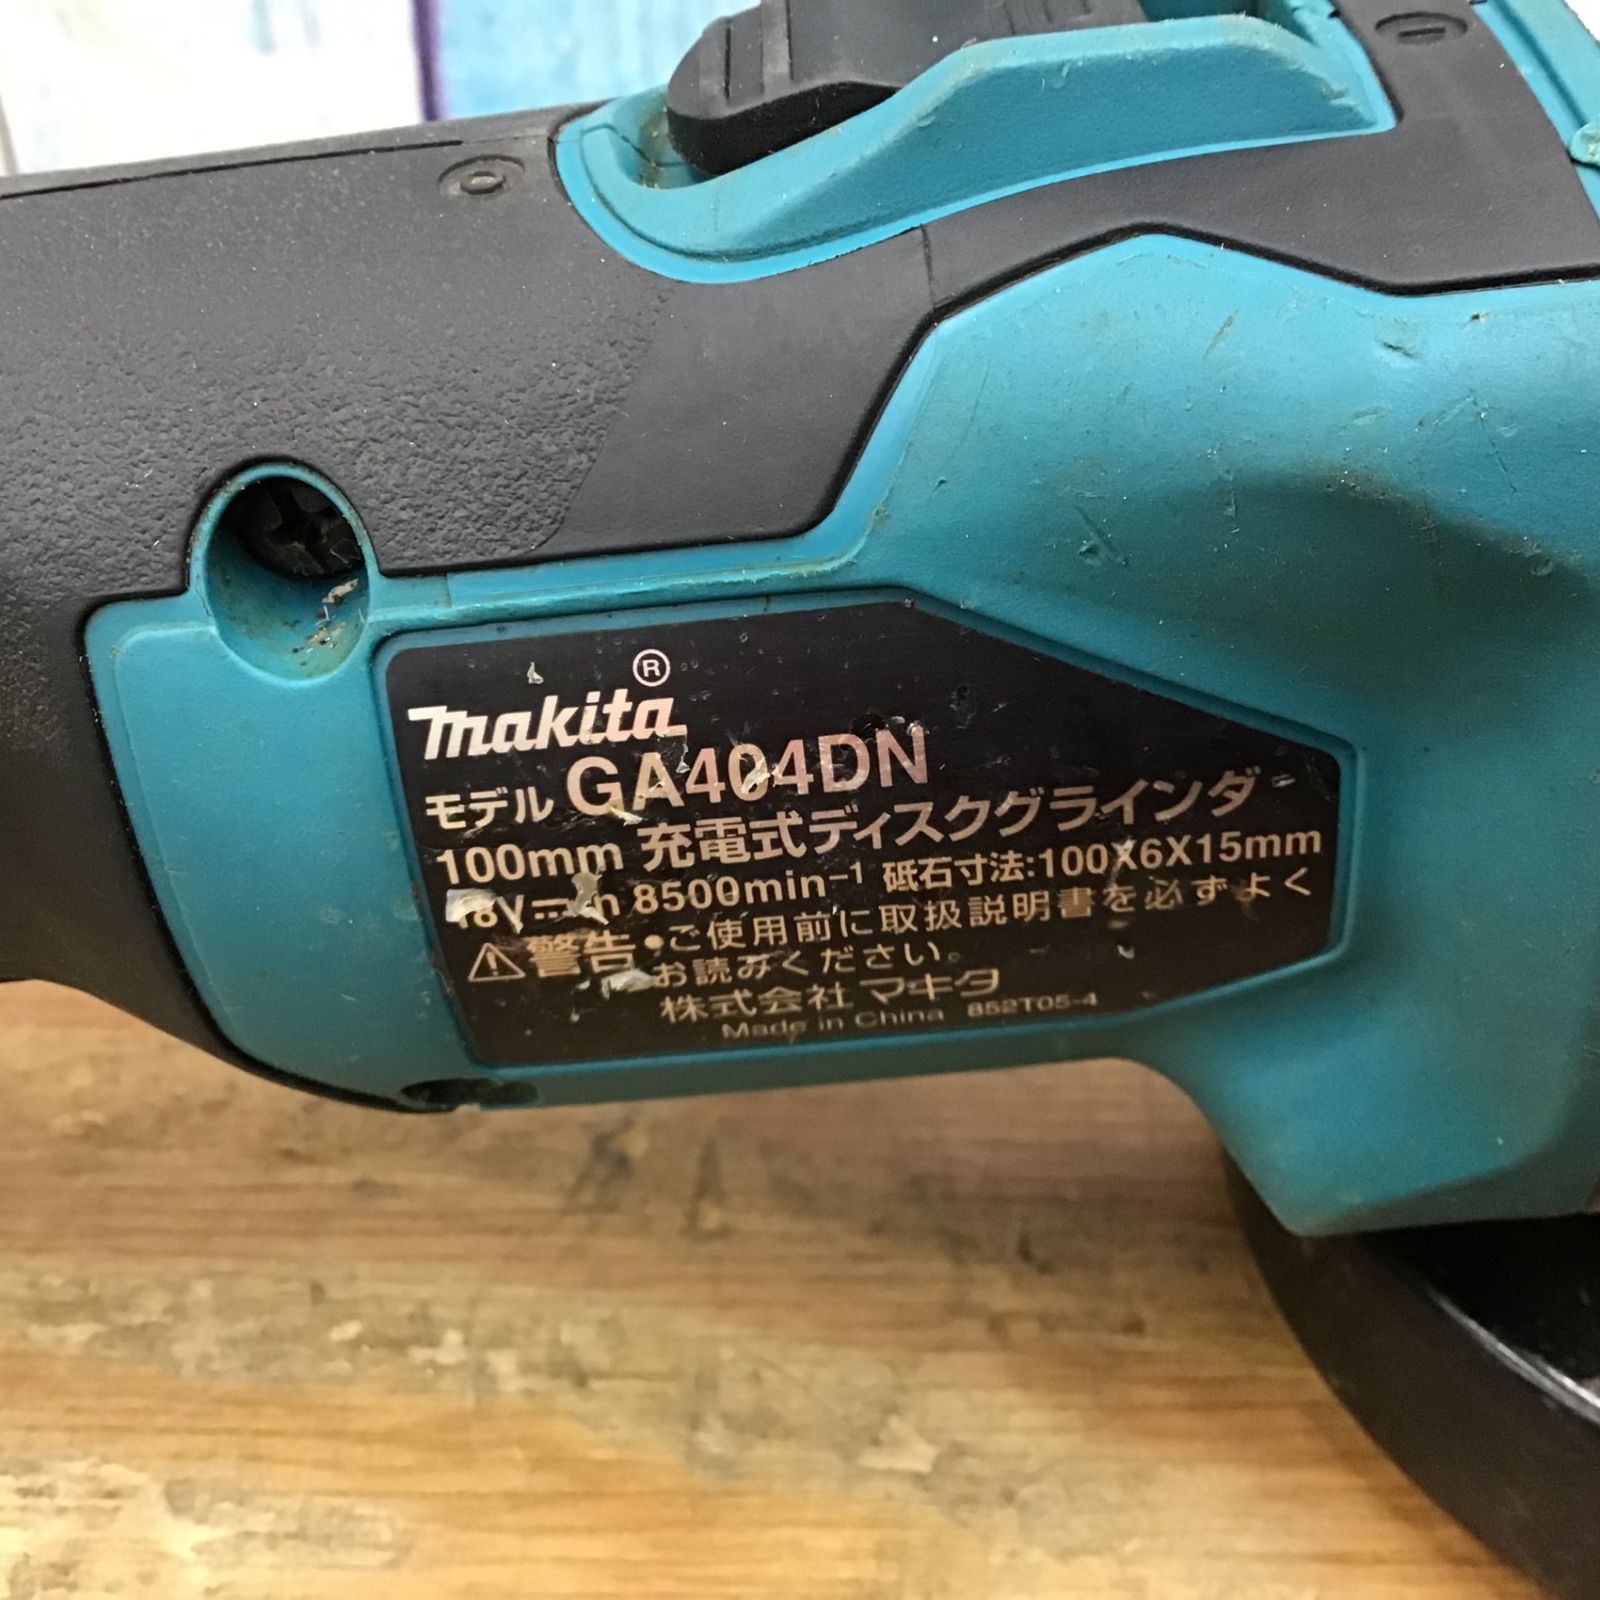 makita®
モデル GA404DN
100mm 充電式ディスクグラインダ
18V⎓ n 8500min⁻¹ 砥石寸法:100X6X15mm
⚠警告 •ご使用前に取扱説明書を必ずよく
お読みください。
株式会社 マキタ
Made in China 852T05-4